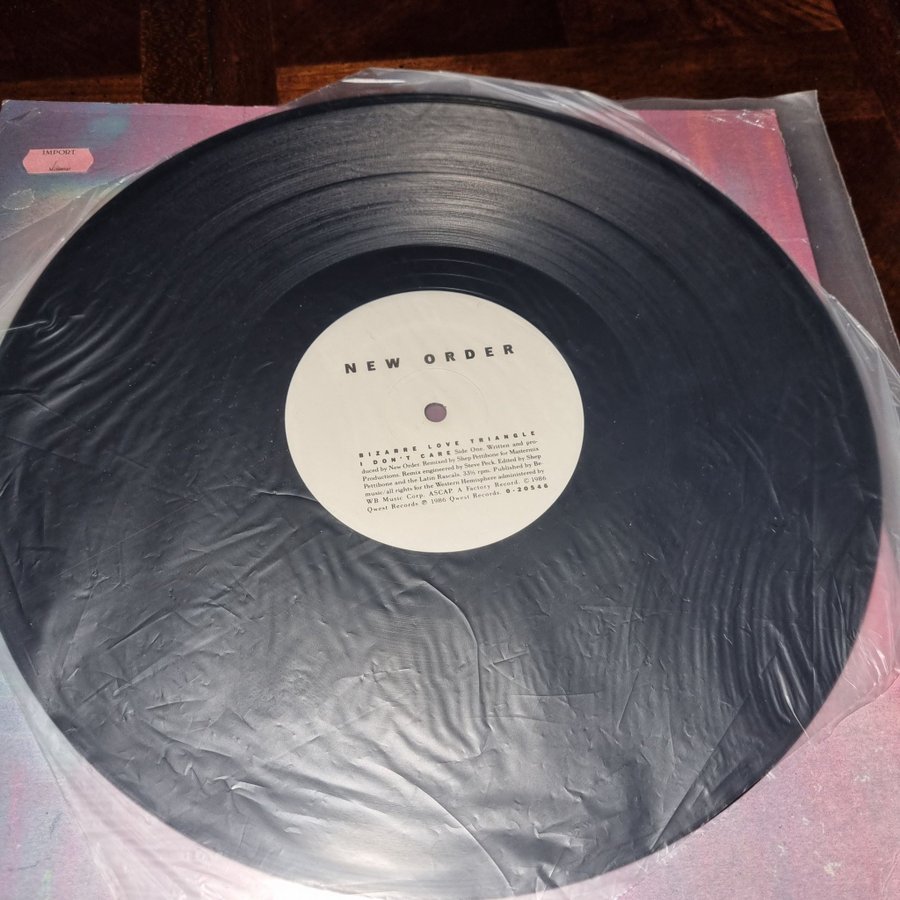 IMPORT
NEW ORDER
BIZARRE LOVE TRIANGLE
I DON'T CARE Side One. Written and pro-
duced by New Order. Remixed by Shep Pettibone for Mastermix
Productions. Remix engineered by Steve Peck. Edited by Shep
Pettibone and the Latin Rascals. 33⅓ rpm. Published by Be-
music/all rights for the Western Hemisphere administered by
WB Music Corp. ASCAP. A Factory Record. © 1986
Qwest Records ℗ 1986 Qwest Records. 0-20546